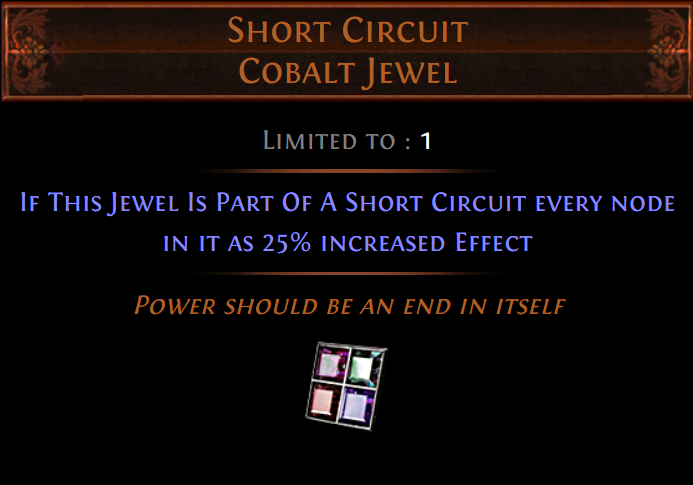 Short Circuit
Cobalt Jewel
Limited to : 1
If This Jewel Is Part Of A Short Circuit every node
in it as 25% increased Effect
Power should be an end in itself